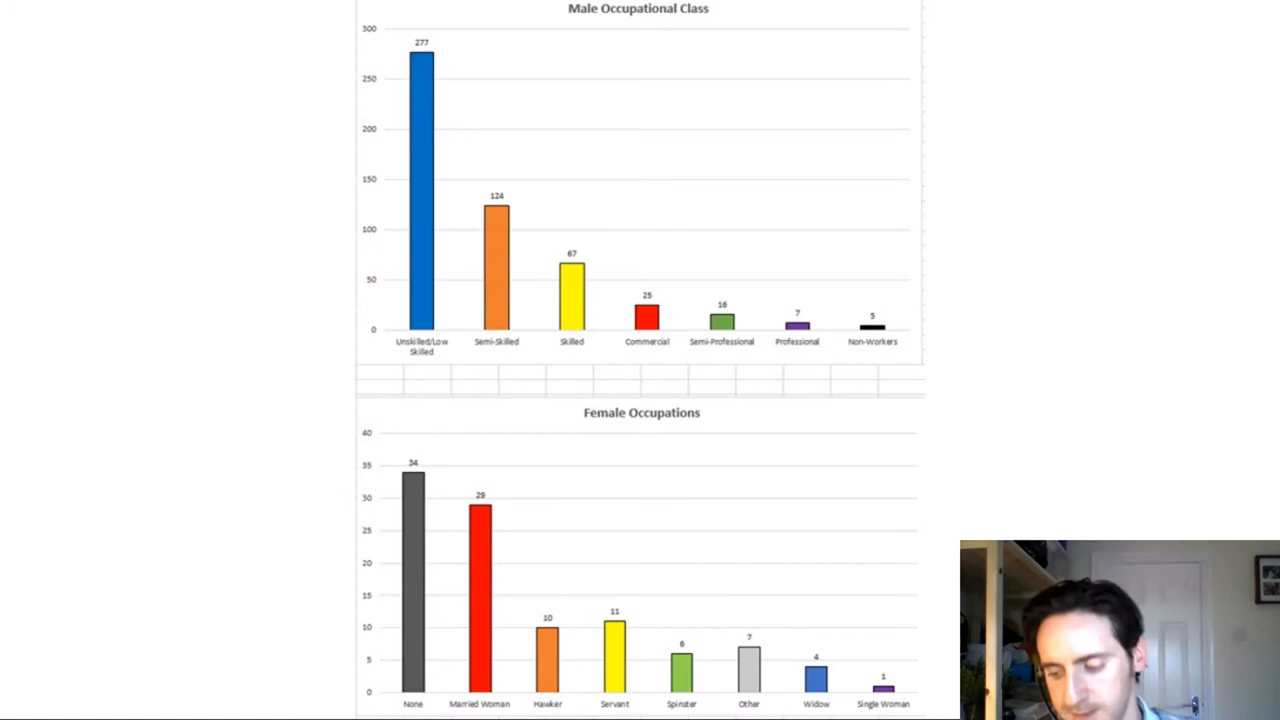 Male Occupational Class
300
277
250
200
124
150
100
67
50
25
16
7
5
0
Unskilled/Low Skilled
Semi-Skilled
Skilled
Commercial
Semi-Professional
Professional
Non-Workers
Female Occupations
40
34
35
29
30
25
20
15
10
11
10
6
7
5
4
1
0
None
Married Woman
Hawker
Servant
Spinster
Other
Widow
Single Woman